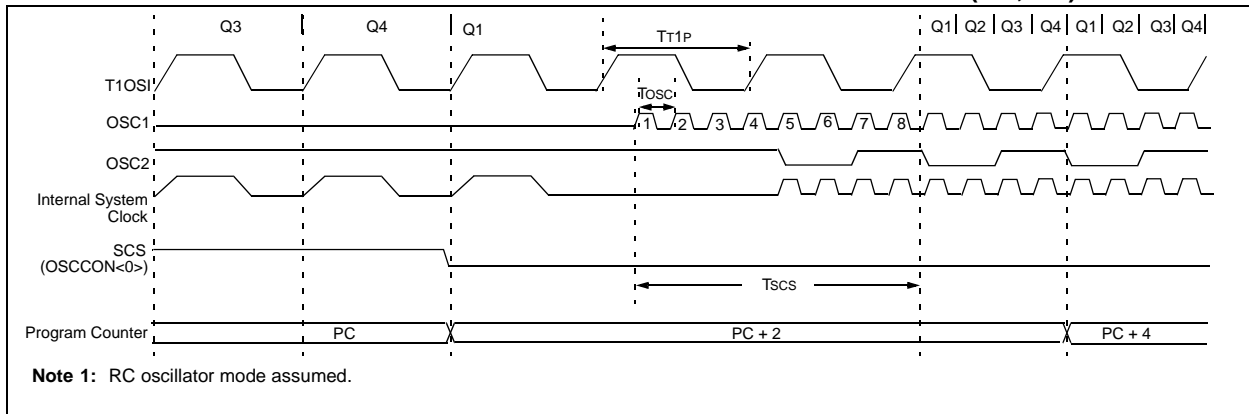 Q3 Q4 Q1 Q1 Q2 Q3 Q4 Q1 Q2 Q3 Q4
TT1P
T1OSI
TOSC
OSC1 1 2 3 4 5 6 7 8
OSC2
Internal System
Clock
SCS
(OSCCON<0>)
TSCS
Program Counter PC PC + 2 PC + 4
Note 1: RC oscillator mode assumed.